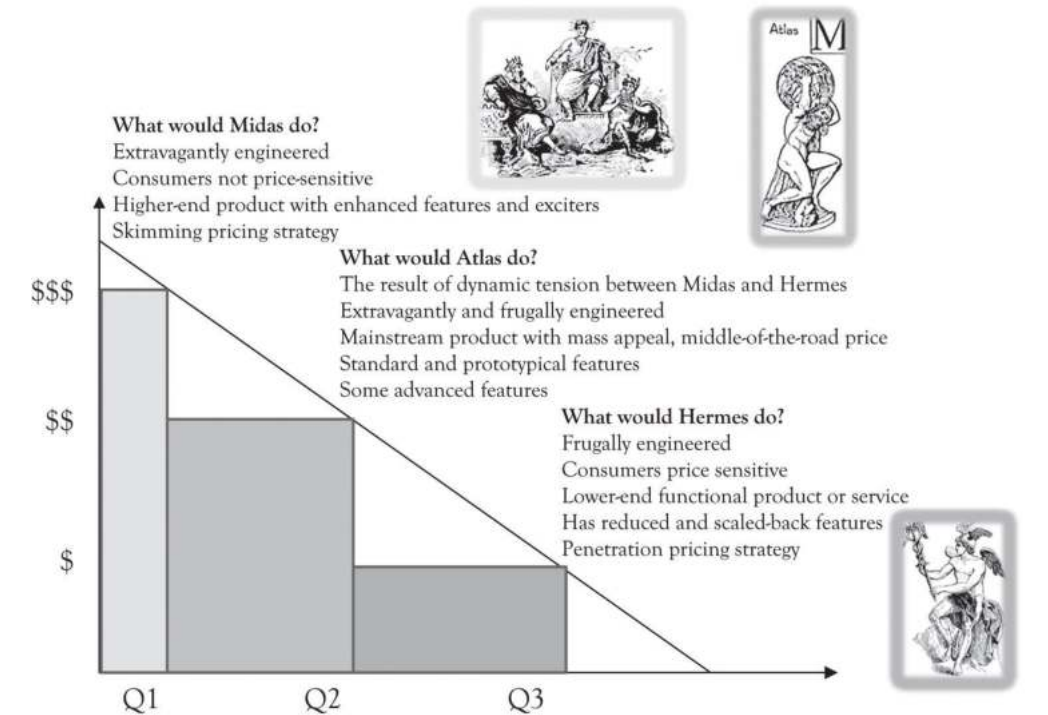 Atlas M
What would Midas do?
Extravagantly engineered
Consumers not price-sensitive
Higher-end product with enhanced features and exciters
Skimming pricing strategy
What would Atlas do?
The result of dynamic tension between Midas and Hermes
Extravagantly and frugally engineered
Mainstream product with mass appeal, middle-of-the-road price
Standard and prototypical features
Some advanced features
What would Hermes do?
Frugally engineered
Consumers price sensitive
Lower-end functional product or service
Has reduced and scaled-back features
Penetration pricing strategy
$$$
$$
$
Q1 Q2 Q3